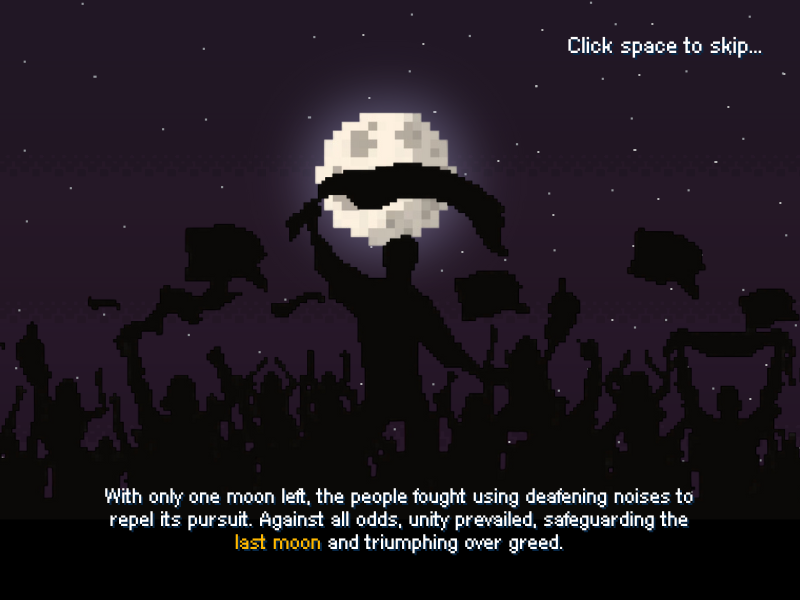 Click space to skip...
With only one moon left, the people fought using deafening noises to
repel its pursuit. Against all odds, unity prevailed, safeguarding the
last moon and triumphing over greed.